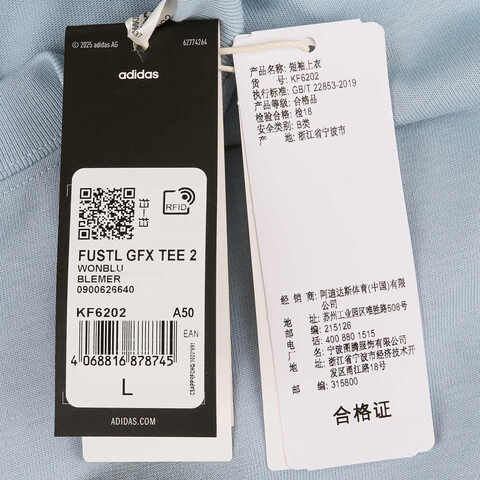 © 2025 adidas AG
62774264
adidas
RFID
FUSTL GFX TEE 2
WONBLU
BLEMER
0900626640
KF6202 A50
EAN
4 068816 878745
L
ADIDAS.COM
产品名称: 短袖上衣
货 号: KF6202
执行标准: GB/T 22853-2019
产品等级: 合格品
检验合格: 检18
安全类别: B类
产 地: 浙江省宁波市
经 销 商: 阿迪达斯体育(中国)有限
公司
地 址: 苏州工业园区唯胜路508号
邮 编: 215126
电 话: 400 880 1515
厂 名: 宁波图腾服饰有限公司
厂 址: 浙江省宁波市经济技术开
发区甬江路18号
邮 编: 315800
合格证